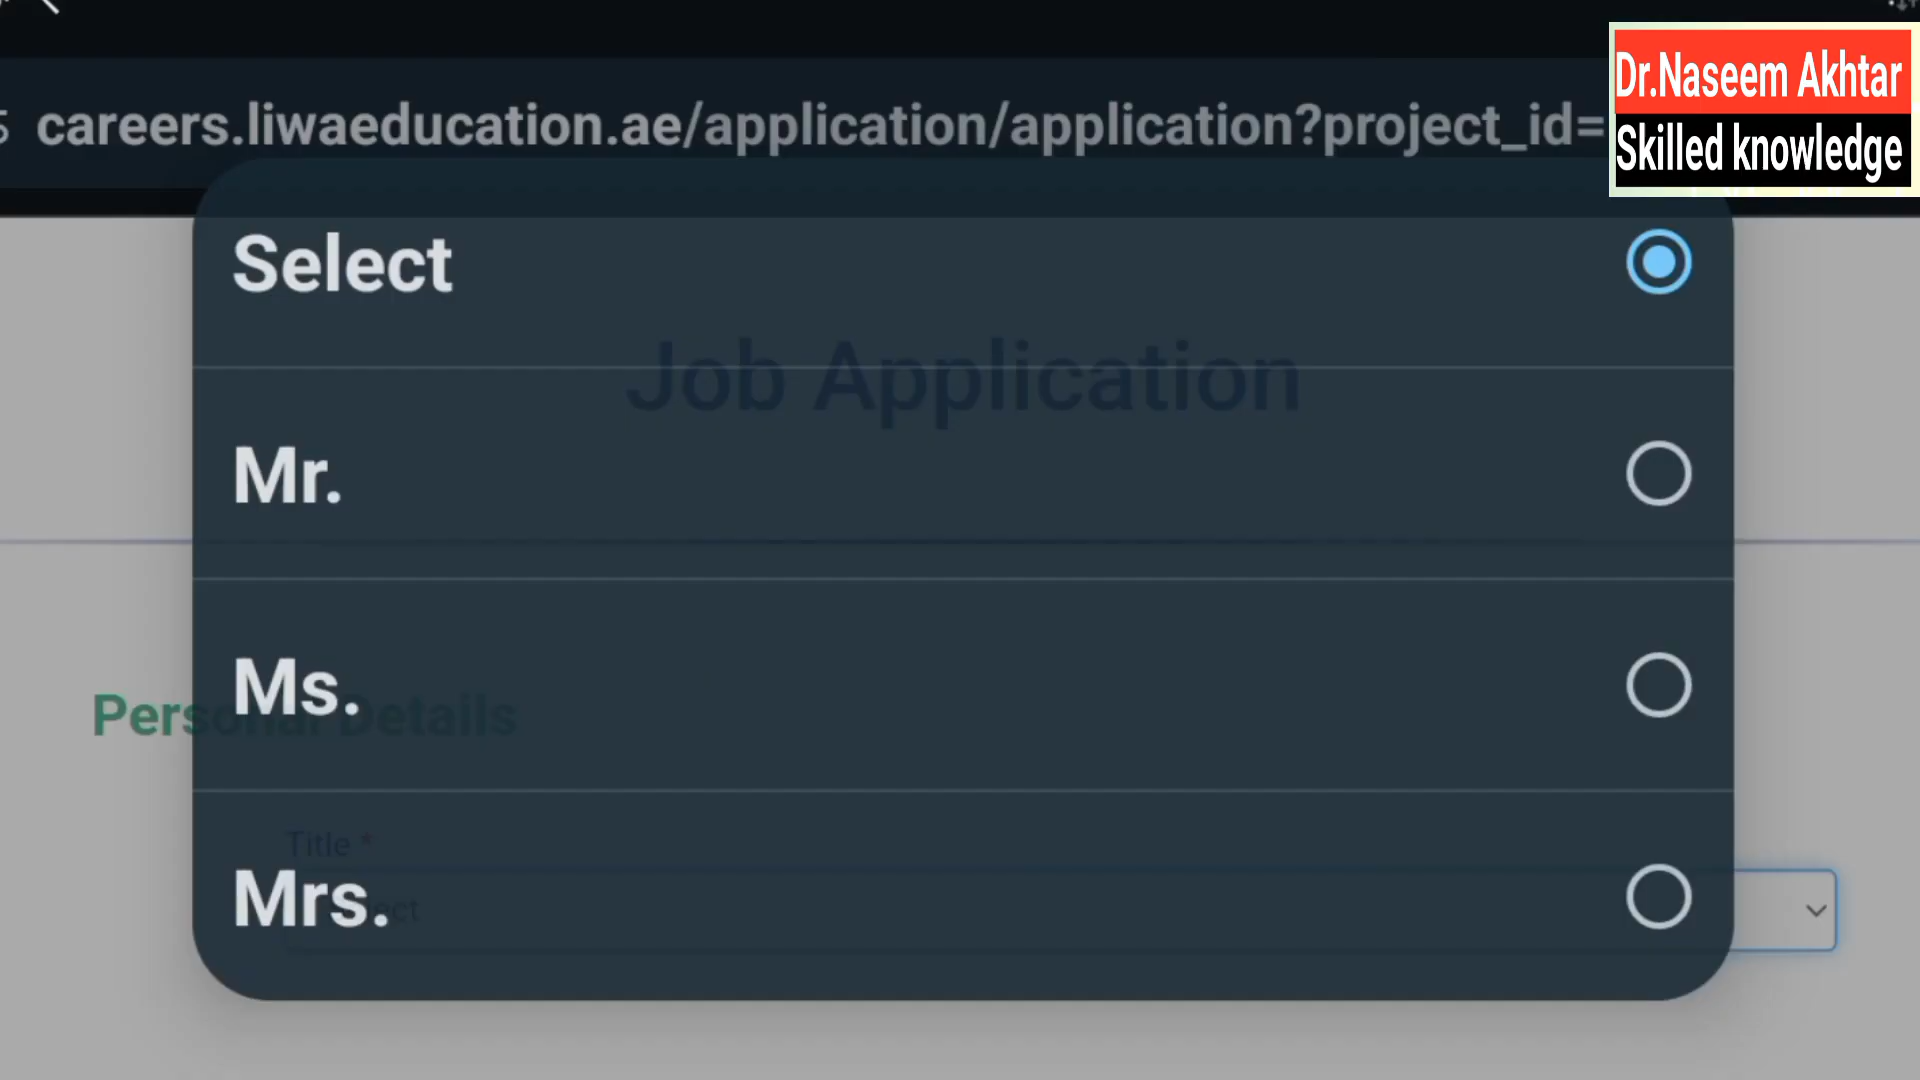 careers.liwaeducation.ae/application/application?project_id=
Dr.Naseem Akhtar
Skilled knowledge
Select
Job Application
Mr.
Ms.
Personal Details
Title *
Mrs.